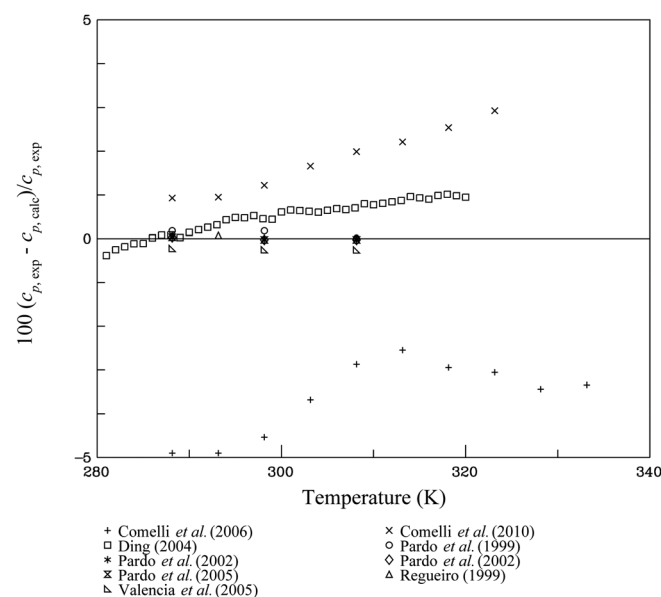 5
100 (cp, exp - cp, calc)/cp, exp
0
−5
280
300
320
340
Temperature (K)
+ Comelli et al. (2006)
× Comelli et al. (2010)
□ Ding (2004)
○ Pardo et al. (1999)
✶ Pardo et al. (2002)
◇ Pardo et al. (2002)
⧖ Pardo et al. (2005)
△ Regueiro (1999)
◺ Valencia et al. (2005)